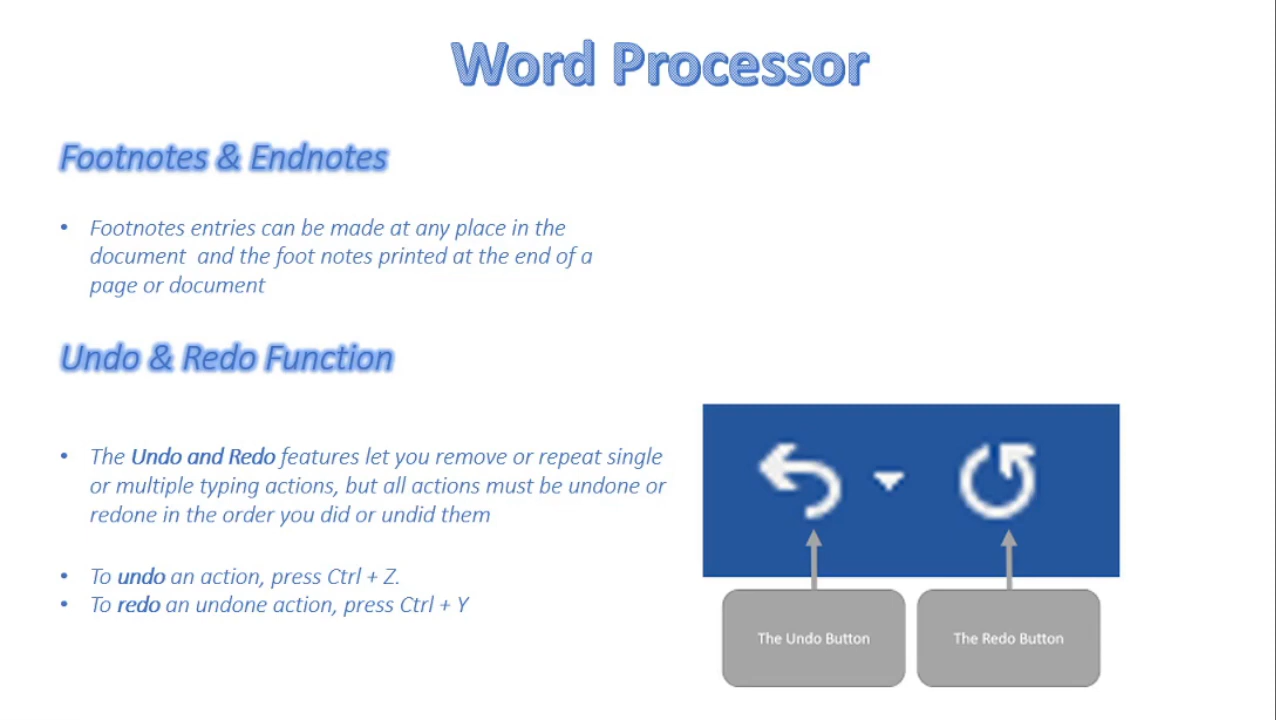 Word Processor
Footnotes & Endnotes
• Footnotes entries can be made at any place in the
document and the foot notes printed at the end of a
page or document
Undo & Redo Function
• The Undo and Redo features let you remove or repeat single
or multiple typing actions, but all actions must be undone or
redone in the order you did or undid them
• To undo an action, press Ctrl + Z.
• To redo an undone action, press Ctrl + Y
The Undo Button
The Redo Button